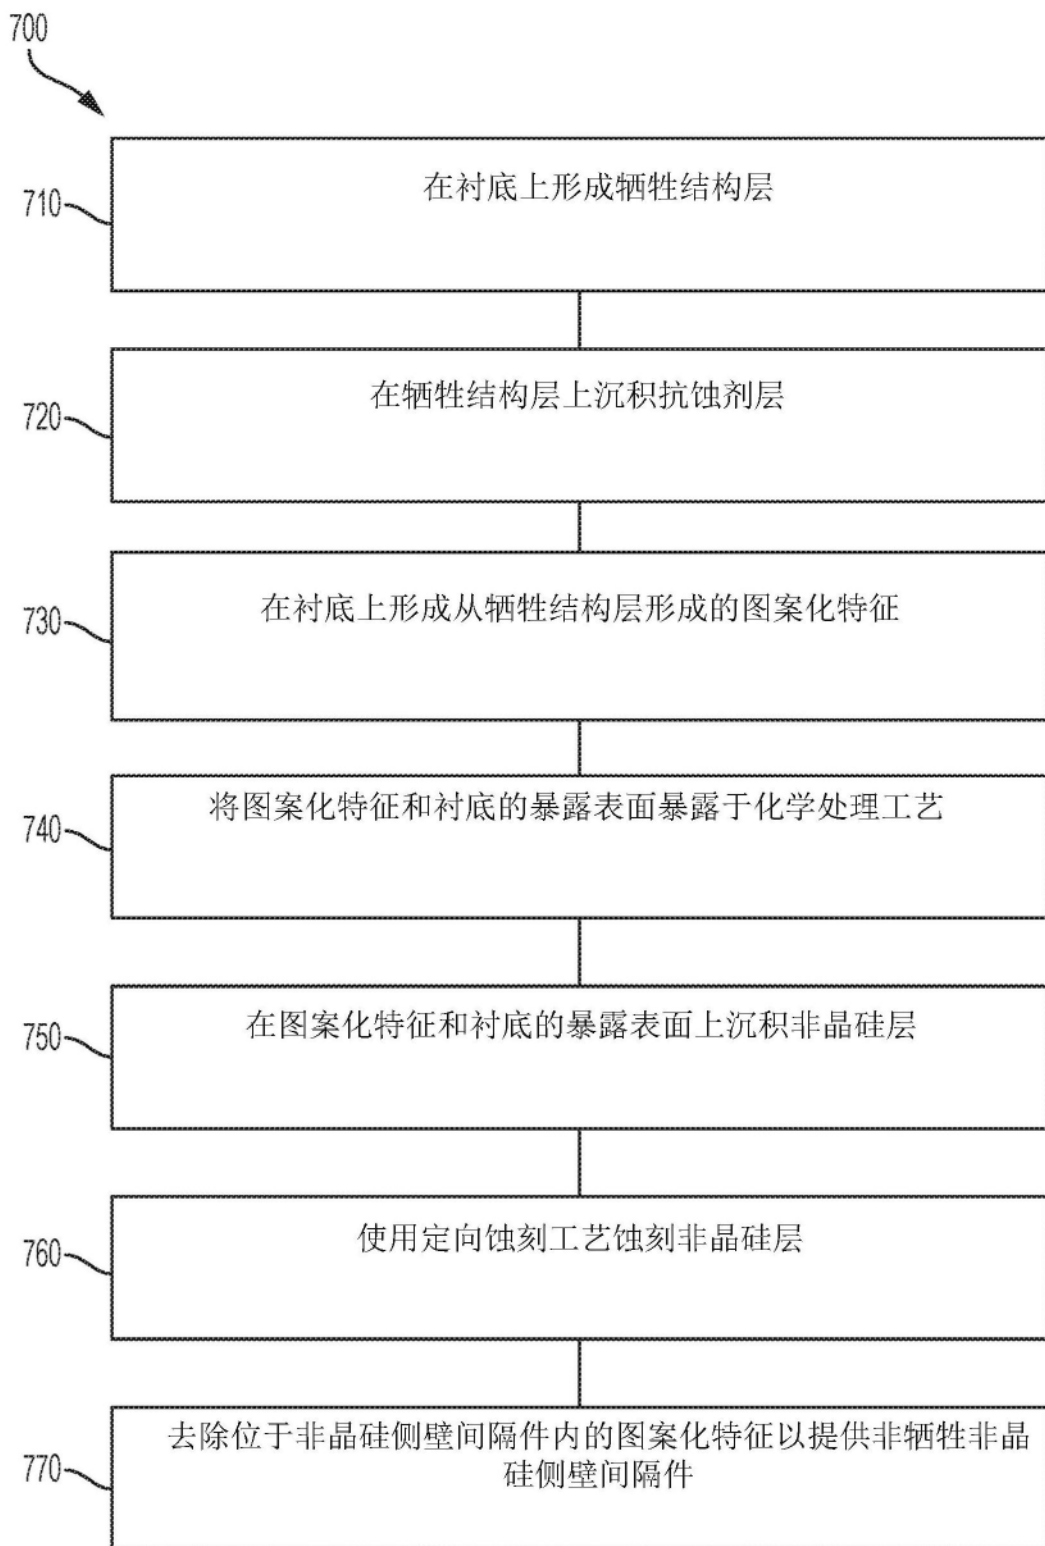 700
710
在衬底上形成牺牲结构层
720
在牺牲结构层上沉积抗蚀剂层
730
在衬底上形成从牺牲结构层形成的图案化特征
740
将图案化特征和衬底的暴露表面暴露于化学处理工艺
750
在图案化特征和衬底的暴露表面上沉积非晶硅层
760
使用定向蚀刻工艺蚀刻非晶硅层
770
去除位于非晶硅侧壁间隔件内的图案化特征以提供非牺牲非晶
硅侧壁间隔件